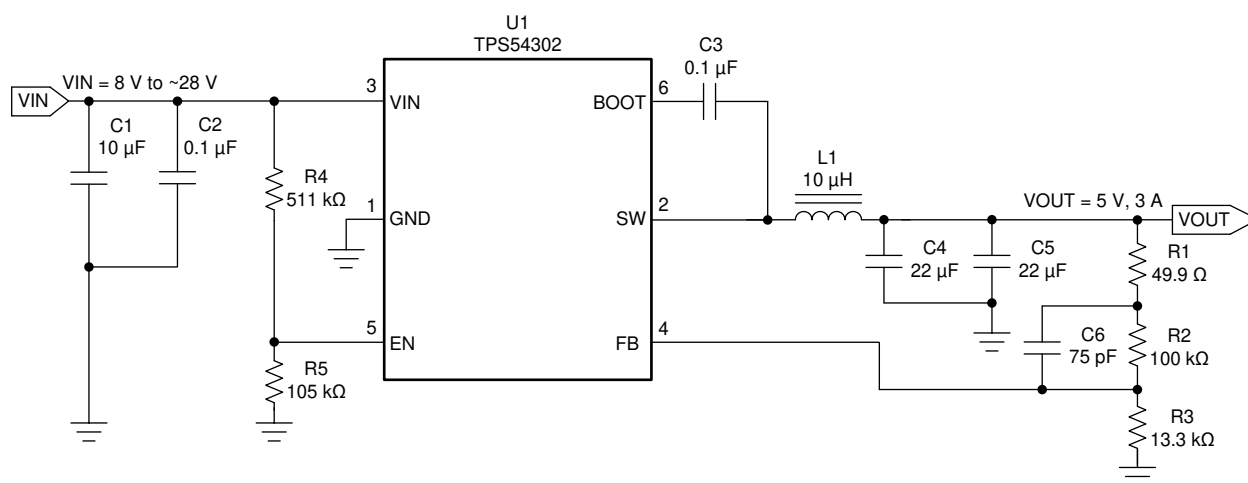 U1
TPS54302
VIN = 8 V to ~28 V
VIN
C1
10 µF
C2
0.1 µF
R4
511 kΩ
R5
105 kΩ
3
VIN
1
GND
5
EN
BOOT
6
SW
2
FB
4
C3
0.1 µF
L1
10 µH
VOUT = 5 V, 3 A
VOUT
C4
22 µF
C5
22 µF
R1
49.9 Ω
C6
75 pF
R2
100 kΩ
R3
13.3 kΩ